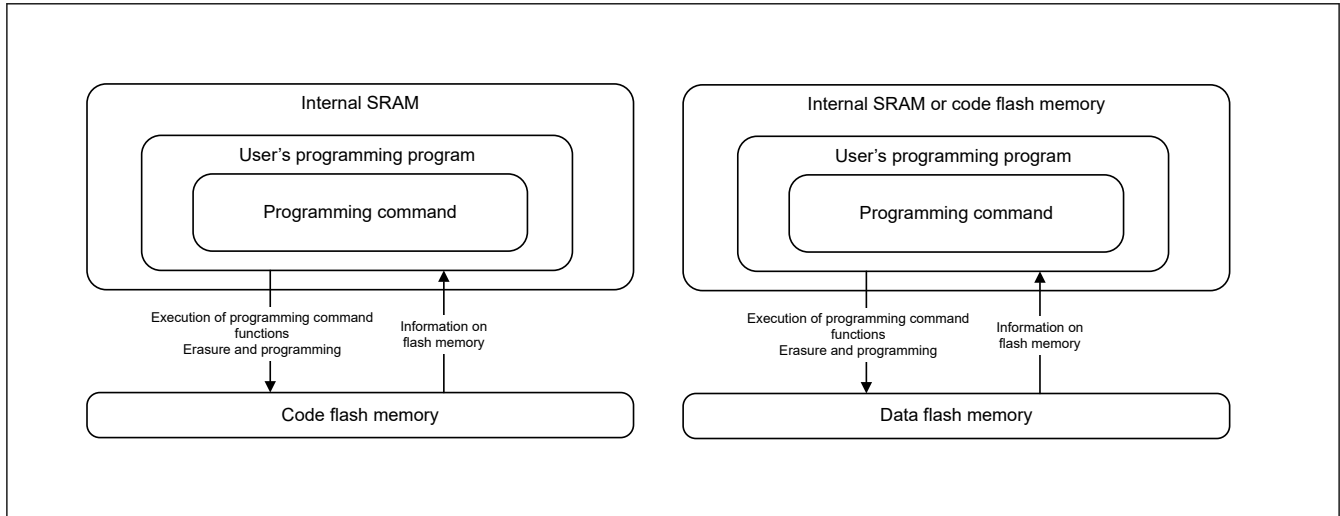 Internal SRAM
User's programming program
Programming command
Execution of programming command
functions
Erasure and programming
Information on
flash memory
Code flash memory
Internal SRAM or code flash memory
User's programming program
Programming command
Execution of programming command
functions
Erasure and programming
Information on
flash memory
Data flash memory